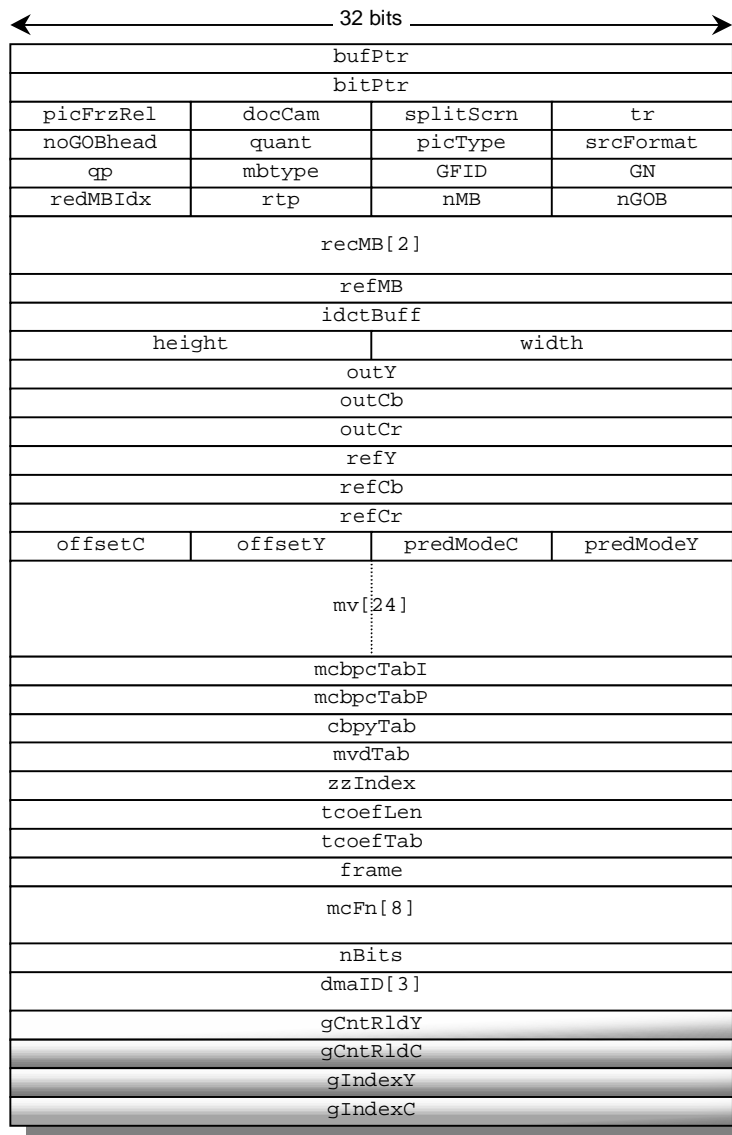 32 bits
bufPtr
bitPtr
picFrzRel docCam splitScrn tr
noGOBhead quant picType srcFormat
qp mbtype GFID GN
redMBIdx rtp nMB nGOB
recMB[2]
refMB
idctBuff
height width
outY
outCb
outCr
refY
refCb
refCr
offsetC offsetY predModeC predModeY
mv[24]
mcbpcTabI
mcbpcTabP
cbpyTab
mvdTab
zzIndex
tcoefLen
tcoefTab
frame
mcFn[8]
nBits
dmaID[3]
gCntRldY
gCntRldC
gIndexY
gIndexC